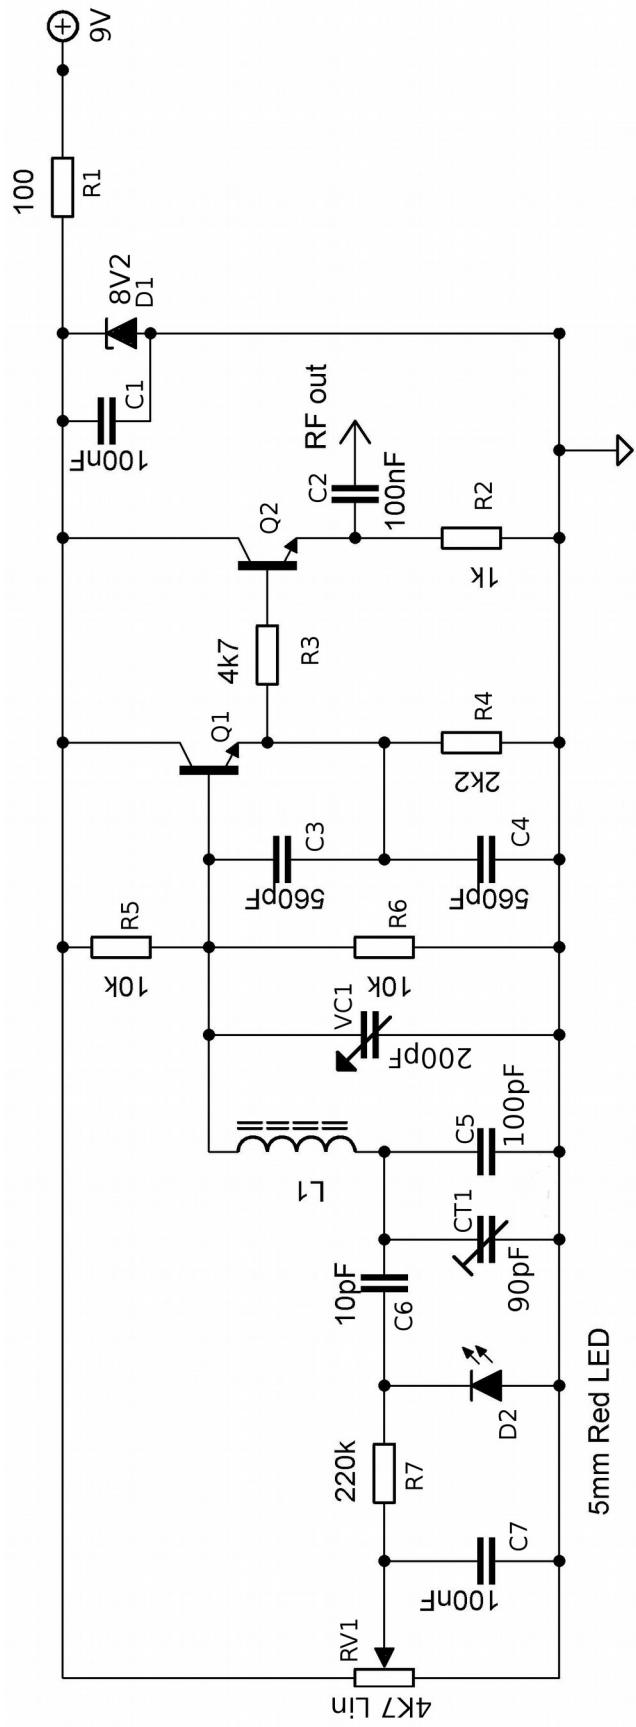 9V
100
R1
8V2
D1
C1
100nF
RF out
C2
100nF
Q2
R2
1k
4k7
R3
Q1
R4
2k2
C3
560pF
C4
560pF
R5
10k
R6
10k
VC1
200pF
C5
100pF
L1
CT1
90pF
10pF
C6
D2
5mm Red LED
220k
R7
C7
100nF
RV1
4K7 Lin